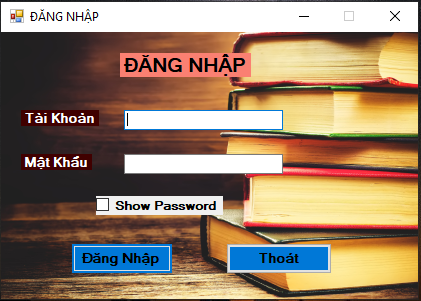 ĐĂNG NHẬP
ĐĂNG NHẬP
Tài Khoản
Mật Khẩu
Show Password
Đăng Nhập
Thoát